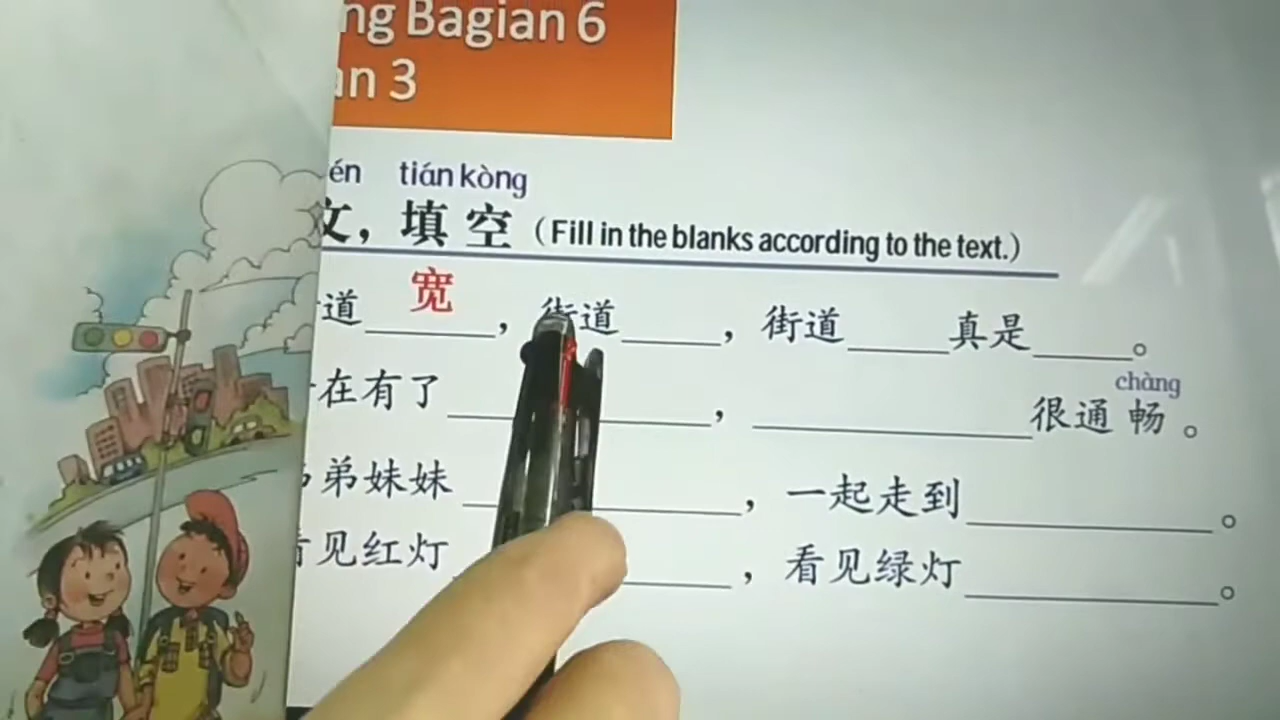 ng Bagian 6
an 3
én tián kòng
文，填空（Fill in the blanks according to the text.）
道 宽 ，街道 ，街道 真是 。
在有了 ， 很通畅。
chàng
弟妹妹 ，一起走到 。
见红灯 ，看见绿灯 。